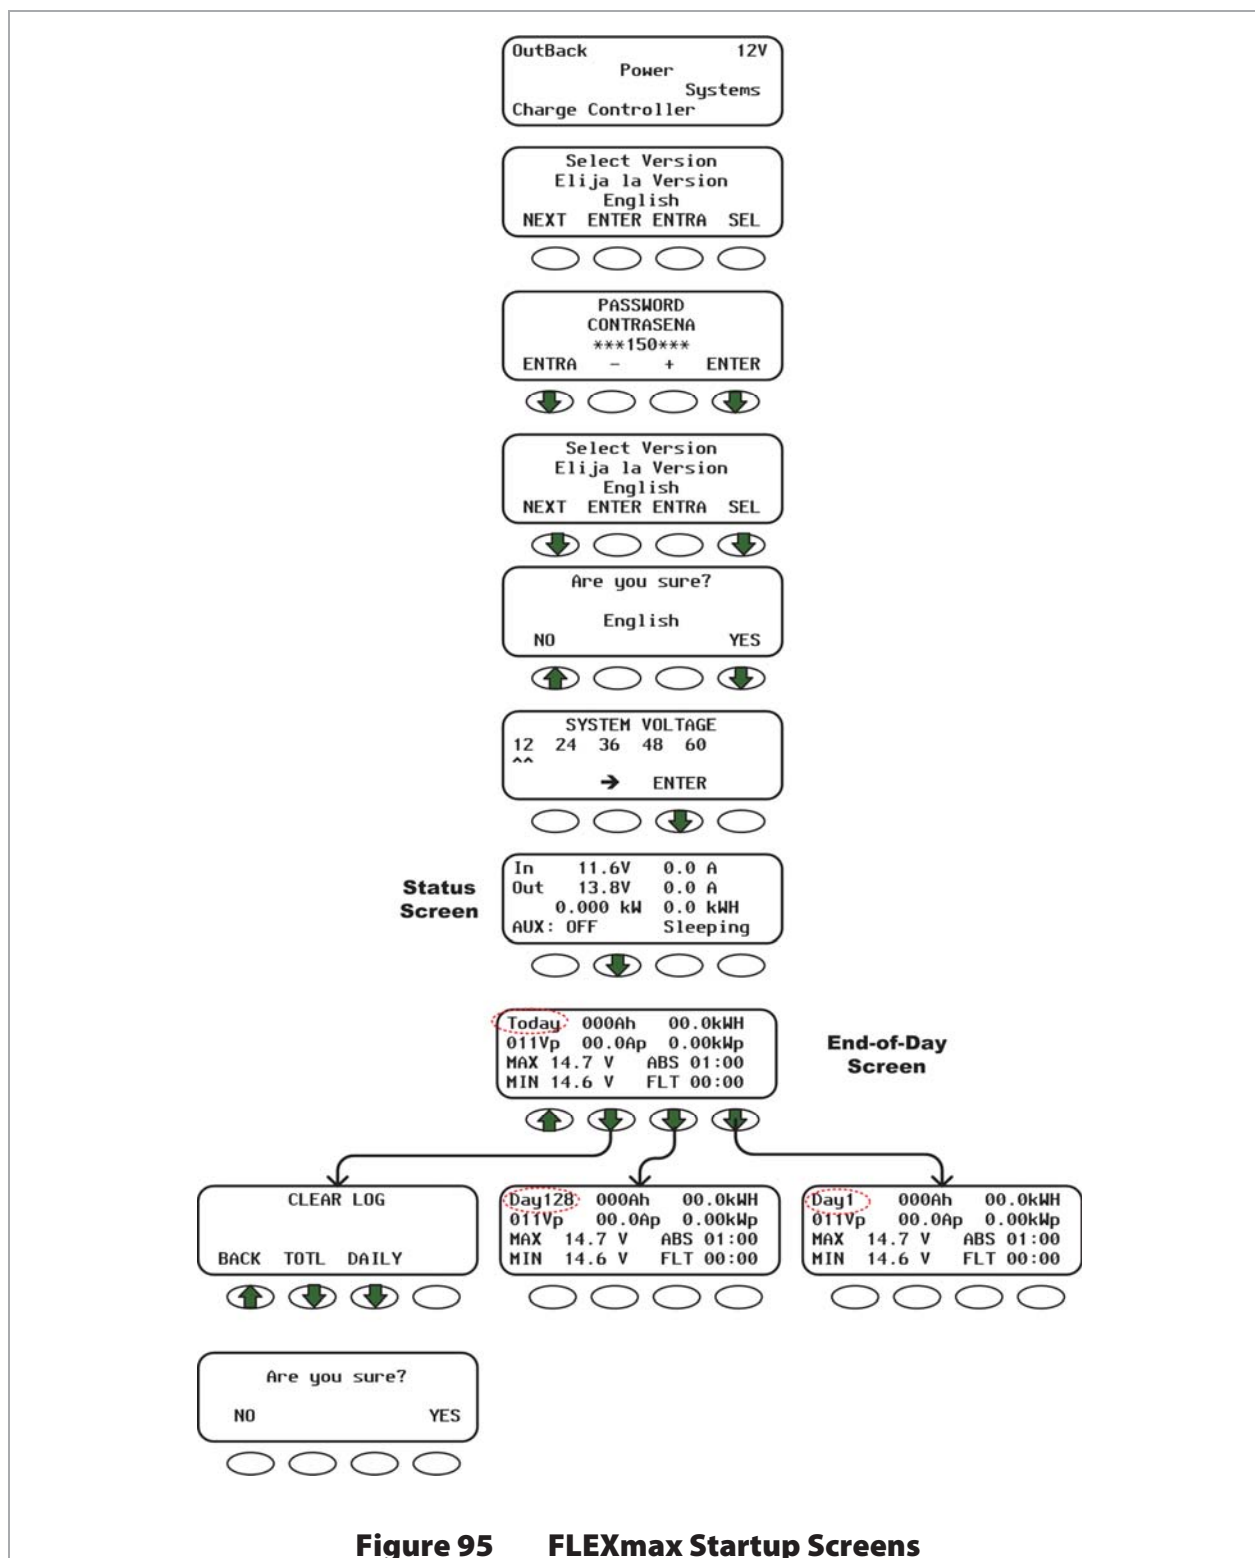 OutBack 12V
Power
Systems
Charge Controller
Select Version
Elija la Version
English
NEXT ENTER ENTRA SEL
PASSWORD
CONTRASENA
***150***
ENTRA - + ENTER
Select Version
Elija la Version
English
NEXT ENTER ENTRA SEL
Are you sure?
English
NO YES
SYSTEM VOLTAGE
12 24 36 48 60
^^
➔ ENTER
Status
Screen
In 11.6V 0.0 A
Out 13.8V 0.0 A
0.000 kW 0.0 kWH
AUX: OFF Sleeping
Today 000Ah 00.0kWH
011Vp 00.0Ap 0.00kWp
MAX 14.7 V ABS 01:00
MIN 14.6 V FLT 00:00
End-of-Day
Screen
CLEAR LOG
BACK TOTL DAILY
Day128 000Ah 00.0kWH
011Vp 00.0Ap 0.00kWp
MAX 14.7 V ABS 01:00
MIN 14.6 V FLT 00:00
Day1 000Ah 00.0kWH
011Vp 00.0Ap 0.00kWp
MAX 14.7 V ABS 01:00
MIN 14.6 V FLT 00:00
Are you sure?
NO YES
Figure 95 FLEXmax Startup Screens